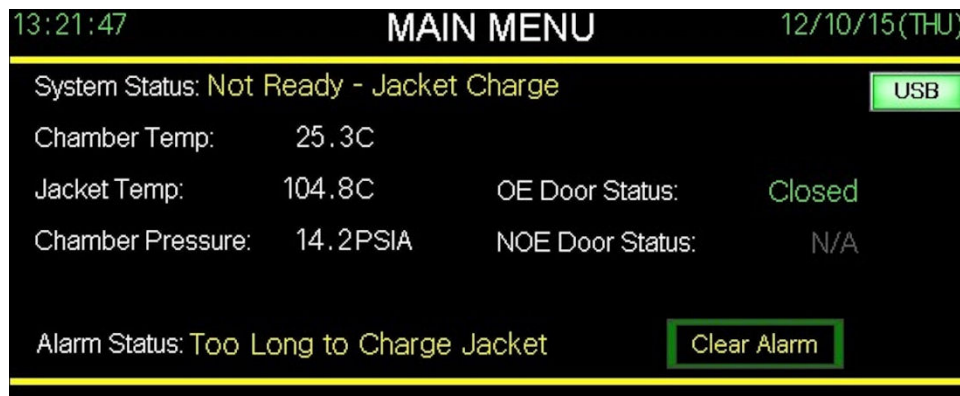 13:21:47 MAIN MENU 12/10/15(THU)
System Status: Not Ready - Jacket Charge USB
Chamber Temp: 25.3C
Jacket Temp: 104.8C OE Door Status: Closed
Chamber Pressure: 14.2PSIA NOE Door Status: N/A
Alarm Status: Too Long to Charge Jacket Clear Alarm